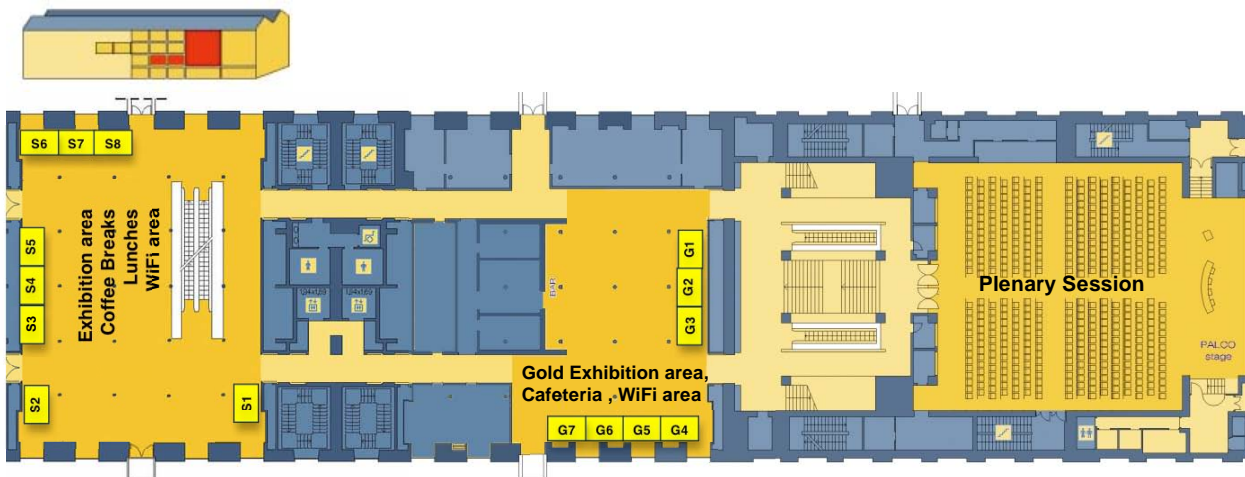 S6 S7 S8
S5
S4
S3
S2
S1
Exhibition area
Coffee Breaks
Lunches
WiFi area
BAR
G1
G2
G3
Gold Exhibition area,
Cafeteria , WiFi area
G7 G6 G5 G4
Plenary Session
PALCO
stage